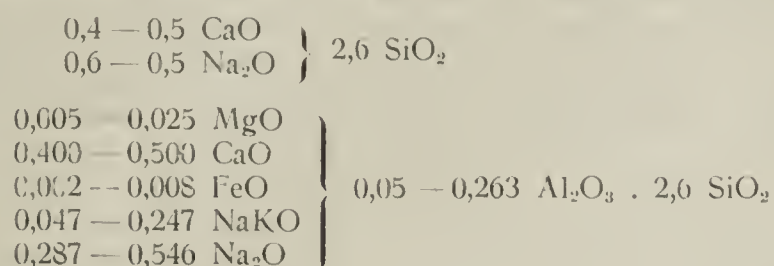 0,4 — 0,5 CaO
0,6 — 0,5 Na₂O } 2,6 SiO₂
0,005 — 0,025 MgO
0,400 — 0,500 CaO
0,002 -- 0,008 FeO } 0,05 — 0,263 Al₂O₃ . 2,6 SiO₂
0,047 — 0,247 NaKO
0,287 — 0,546 Na₂O